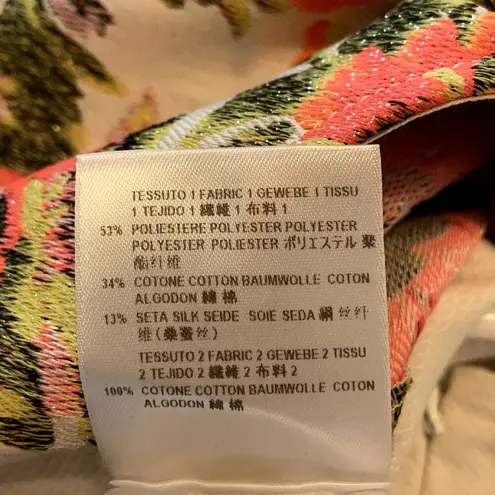 TESSUTO 1 FABRIC 1 GEWEBE 1 TISSU
1 TEJIDO 1 纖維 1 布料 1
53% POLIESTERE POLYESTER POLYESTER
POLYESTER POLIESTER ポリエステル 聚
酯纤维
34% COTONE COTTON BAUMWOLLE COTON
ALGODON 綿 棉
13% SETA SILK SEIDE SOIE SEDA 絹 丝纤
维(桑蚕丝)
TESSUTO 2 FABRIC 2 GEWEBE 2 TISSU
2 TEJIDO 2 纖維 2 布料 2
100% COTONE COTTON BAUMWOLLE COTON
ALGODON 綿 棉